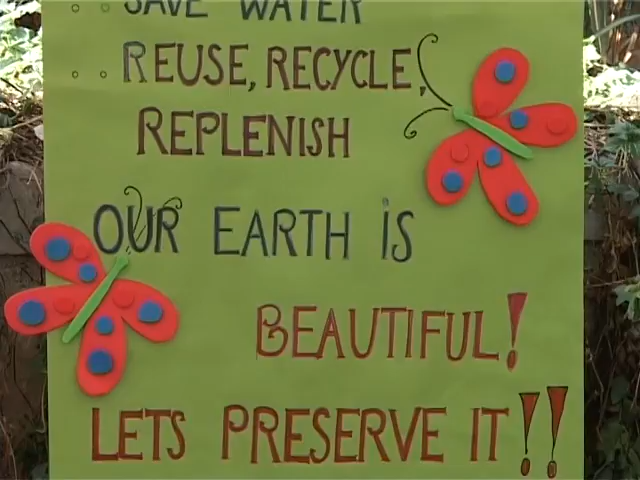 SAVE WATER
REUSE, RECYCLE,
REPLENISH
OUR EARTH IS
BEAUTIFUL!
LETS PRESERVE IT!!